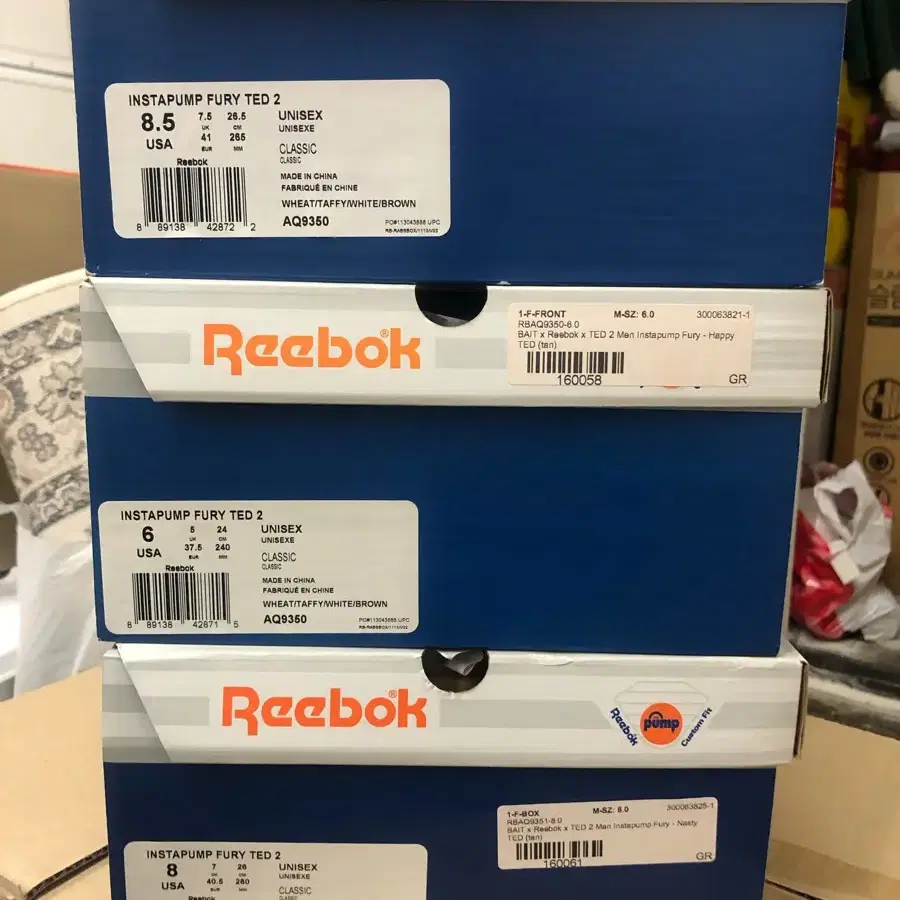 INSTAPUMP FURY TED 2
8.5
USA
7.5
UK
41
EUR
26.5
CM
265
MM
UNISEX
UNISEXE
CLASSIC
CLASSIC
MADE IN CHINA
FABRIQUÉ EN CHINE
WHEAT/TAFFY/WHITE/BROWN
AQ9350
Reebok
8 89138 42872 2
Reebok®
1-F-FRONT M-SZ: 6.0 300063821-1
RBAQ9350-6.0
BAIT x Reebok x TED 2 Men Instapump Fury - Happy
TED (tan)
160058 GR
INSTAPUMP FURY TED 2
6
USA
5
UK
37.5
EUR
24
CM
240
MM
UNISEX
UNISEXE
CLASSIC
CLASSIC
MADE IN CHINA
FABRIQUÉ EN CHINE
WHEAT/TAFFY/WHITE/BROWN
AQ9350
Reebok
8 89138 42871 5
Reebok®
Reebok pump Custom Fit
1-F-BOX M-SZ: 8.0 300063825-1
RBAQ9351-8.0
BAIT x Reebok x TED 2 Men Instapump Fury - Nasty
TED (tan)
160061 GR
INSTAPUMP FURY TED 2
8
USA
7
UK
40.5
EUR
26
CM
260
MM
UNISEX
UNISEXE
CLASSIC
Reebok